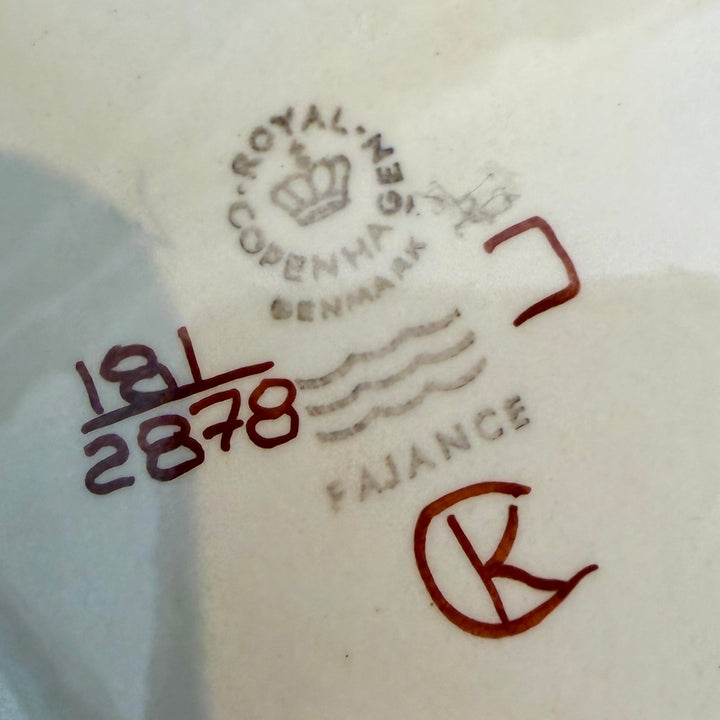 ROYAL · COPENHAGEN ·
DENMARK
181
2878
FAJANCE
K